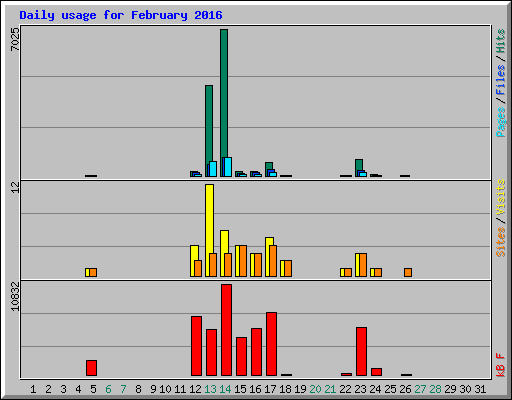 Daily usage for February 2016
7025
12
10832
Pages/Files/Hits
Sites/Visits
kB F
1 2 3 4 5 6 7 8 9 10 11 12 13 14 15 16 17 18 19 20 21 22 23 24 25 26 27 28 29 30 31